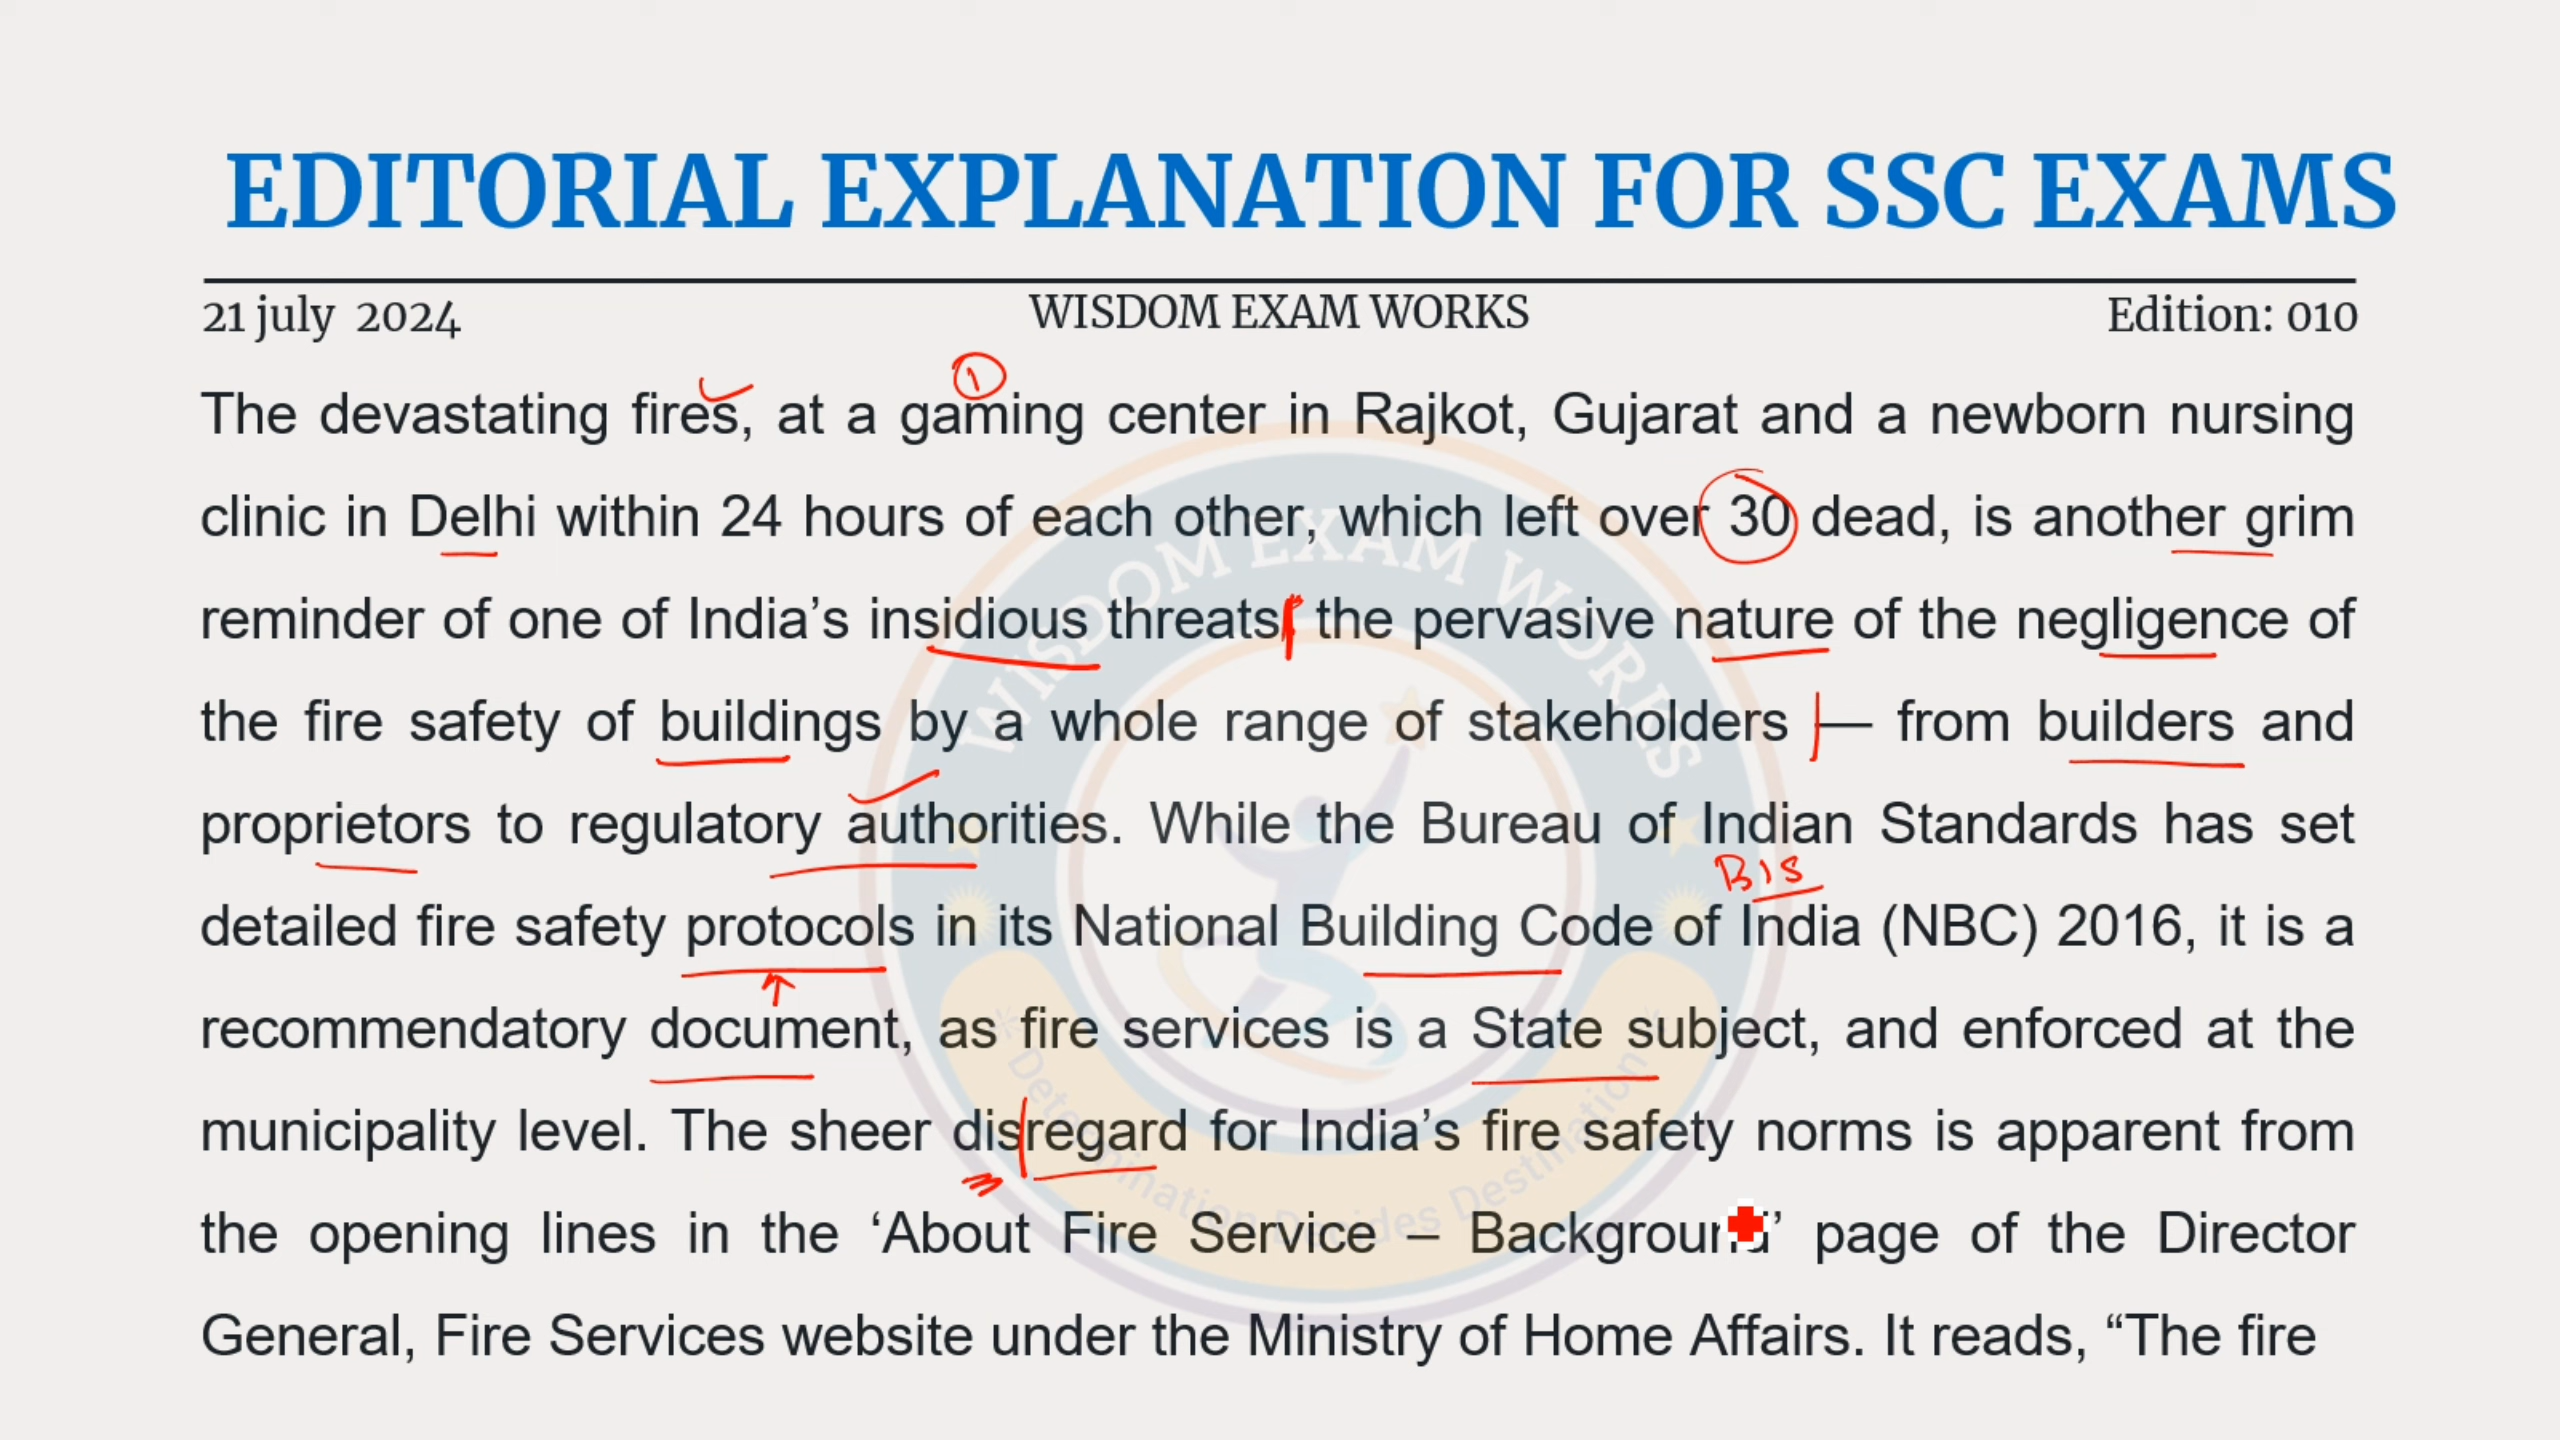 EDITORIAL EXPLANATION FOR SSC EXAMS
21 july 2024 WISDOM EXAM WORKS Edition: 010
1
The devastating fires, at a gaming center in Rajkot, Gujarat and a newborn nursing
clinic in Delhi within 24 hours of each other, which left over 30 dead, is another grim
reminder of one of India’s insidious threats, the pervasive nature of the negligence of
the fire safety of buildings by a whole range of stakeholders — from builders and
proprietors to regulatory authorities. While the Bureau of Indian Standards has set
BIS
detailed fire safety protocols in its National Building Code of India (NBC) 2016, it is a
recommendatory document, as fire services is a State subject, and enforced at the
municipality level. The sheer disregard for India’s fire safety norms is apparent from
the opening lines in the ‘About Fire Service – Background’ page of the Director
General, Fire Services website under the Ministry of Home Affairs. It reads, “The fire
WISDOM EXAM WORKS
Determination Decides Destination